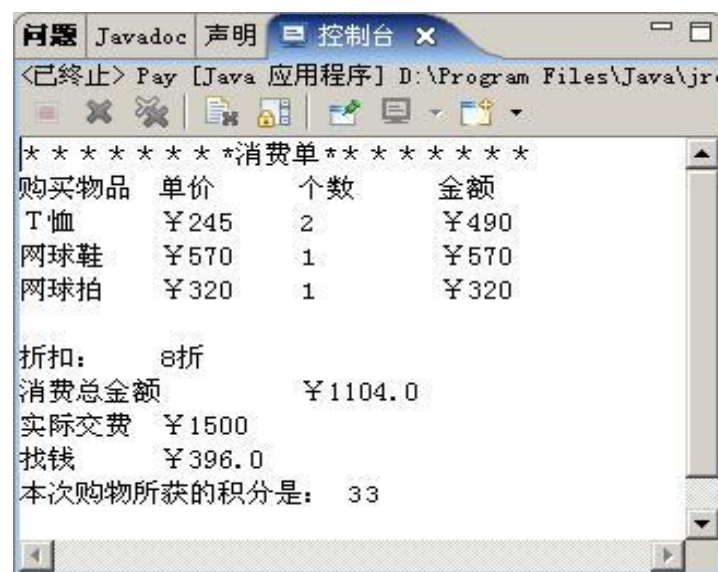 问题 Javadoc 声明 控制台
<已终止> Pay [Java 应用程序] D:\Program Files\Java\jr
* * * * * * * *消费单** * * * * * *
购买物品 单价 个数 金额
T恤 ￥245 2 ￥490
网球鞋 ￥570 1 ￥570
网球拍 ￥320 1 ￥320
折扣： 8折
消费总金额 ￥1104.0
实际交费 ￥1500
找钱 ￥396.0
本次购物所获的积分是： 33